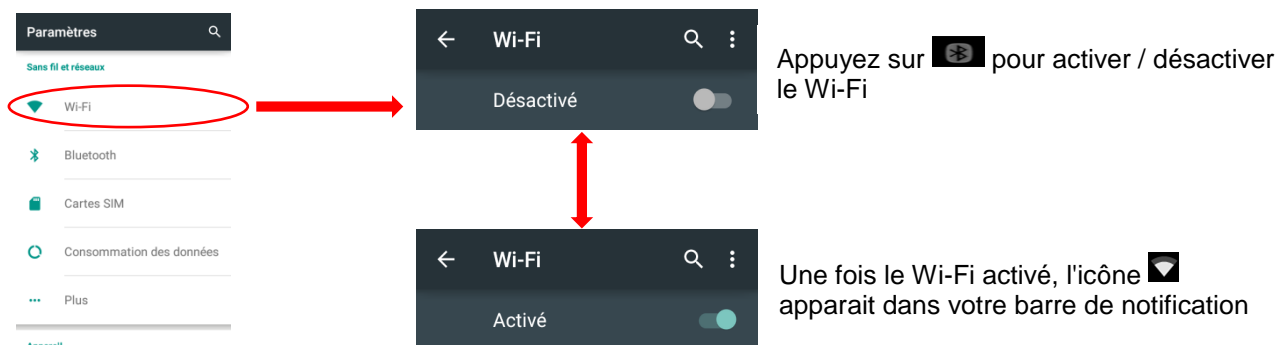 Paramètres
Sans fil et réseaux
Wi-Fi
Bluetooth
Cartes SIM
Consommation des données
Plus
Appareil
Wi-Fi
Désactivé
Wi-Fi
Activé
Appuyez sur pour activer / désactiver
le Wi-Fi
Une fois le Wi-Fi activé, l'icône
apparait dans votre barre de notification